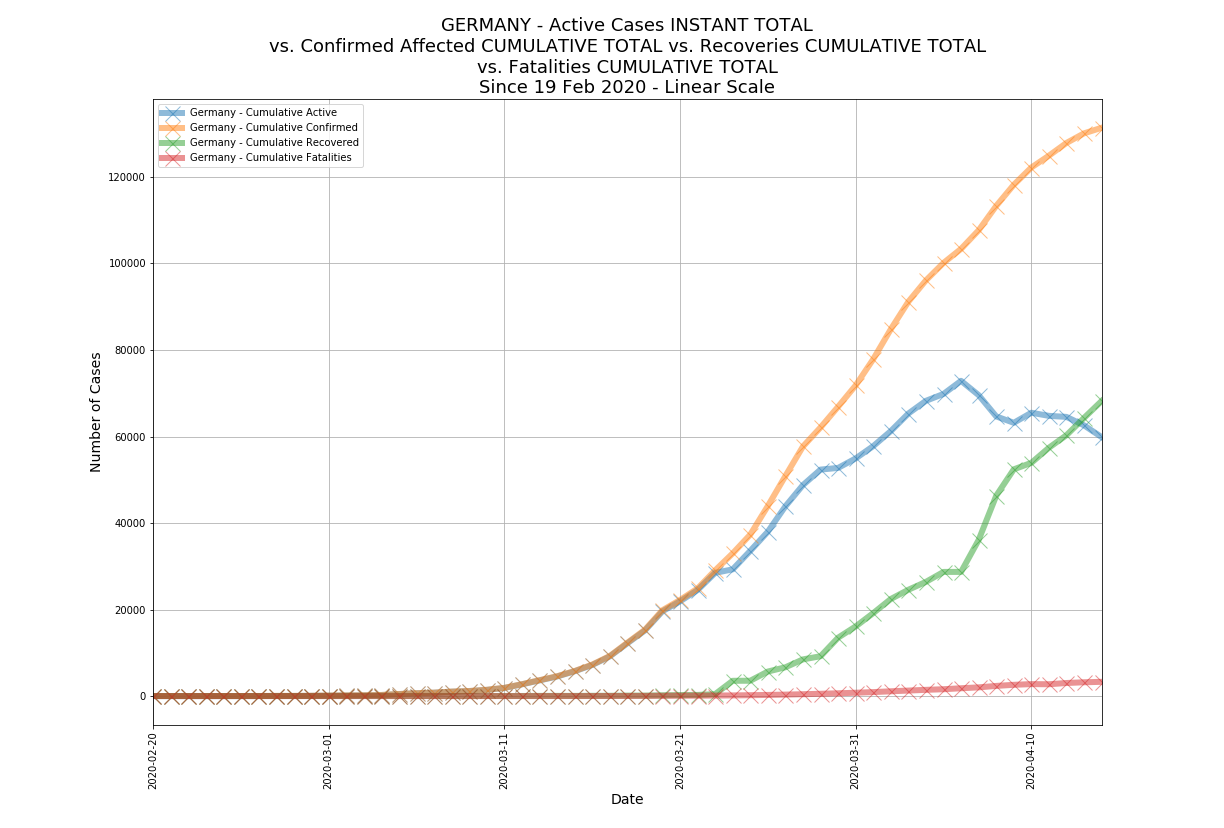 GERMANY - Active Cases INSTANT TOTAL
vs. Confirmed Affected CUMULATIVE TOTAL vs. Recoveries CUMULATIVE TOTAL
vs. Fatalities CUMULATIVE TOTAL
Since 19 Feb 2020 - Linear Scale
Germany - Cumulative Active
Germany - Cumulative Confirmed
Germany - Cumulative Recovered
Germany - Cumulative Fatalities
Number of Cases
120000
100000
80000
60000
40000
20000
0
2020-02-20
2020-03-01
2020-03-11
2020-03-21
2020-03-31
2020-04-10
Date